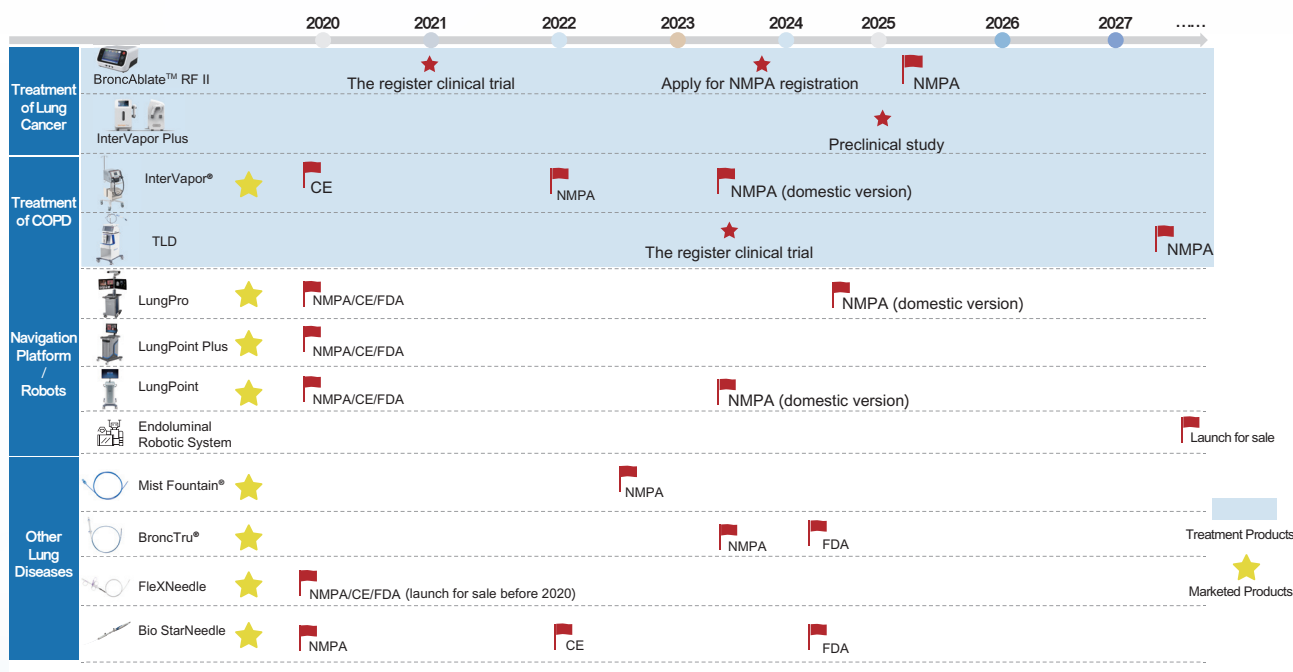 2020 2021 2022 2023 2024 2025 2026 2027 ......
Treatment
of Lung
Cancer
BroncAblate™ RF II
The register clinical trial
Apply for NMPA registration
NMPA
InterVapor Plus
Preclinical study
Treatment
of COPD
InterVapor®
CE
NMPA
NMPA (domestic version)
TLD
The register clinical trial
NMPA
Navigation
Platform
/
Robots
LungPro
NMPA/CE/FDA
NMPA (domestic version)
LungPoint Plus
NMPA/CE/FDA
LungPoint
NMPA/CE/FDA
NMPA (domestic version)
Endoluminal
Robotic System
Launch for sale
Other
Lung
Diseases
Mist Fountain®
NMPA
BroncTru®
NMPA
FDA
FleXNeedle
NMPA/CE/FDA (launch for sale before 2020)
Bio StarNeedle
NMPA
CE
FDA
Treatment Products
Marketed Products